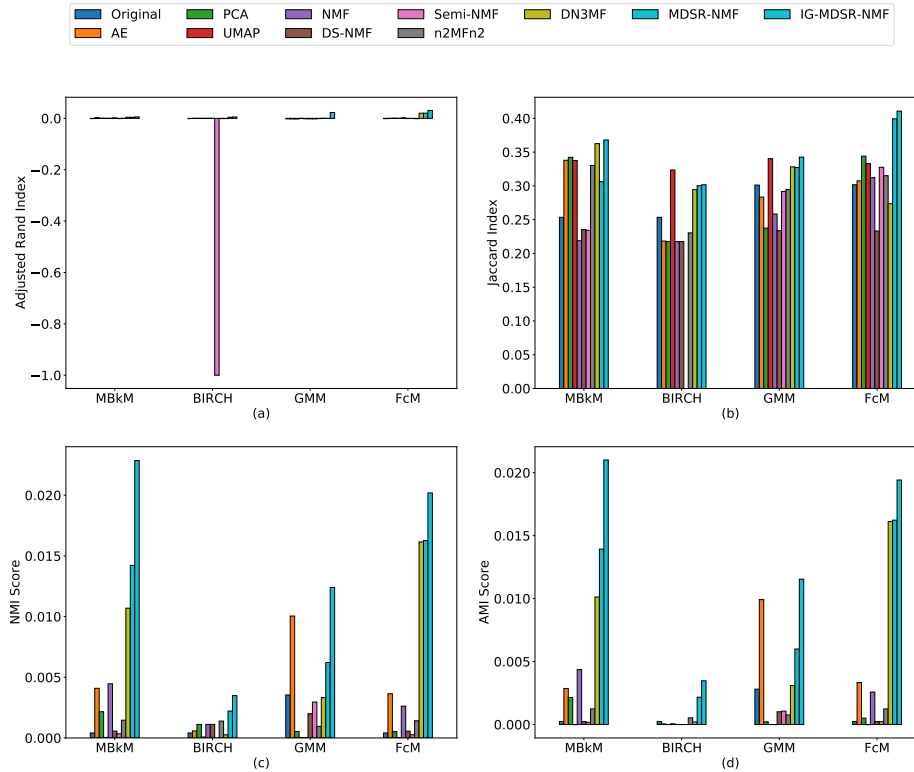 Original PCA NMF Semi-NMF DN3MF MDSR-NMF IG-MDSR-NMF
AE UMAP DS-NMF n2MFn2
Adjusted Rand Index
0.0
−0.2
−0.4
−0.6
−0.8
−1.0
MBkM BIRCH GMM FcM
(a)
Jaccard Index
0.40
0.35
0.30
0.25
0.20
0.15
0.10
0.05
0.00
MBkM BIRCH GMM FcM
(b)
NMI Score
0.020
0.015
0.010
0.005
0.000
MBkM BIRCH GMM FcM
(c)
AMI Score
0.020
0.015
0.010
0.005
0.000
MBkM BIRCH GMM FcM
(d)